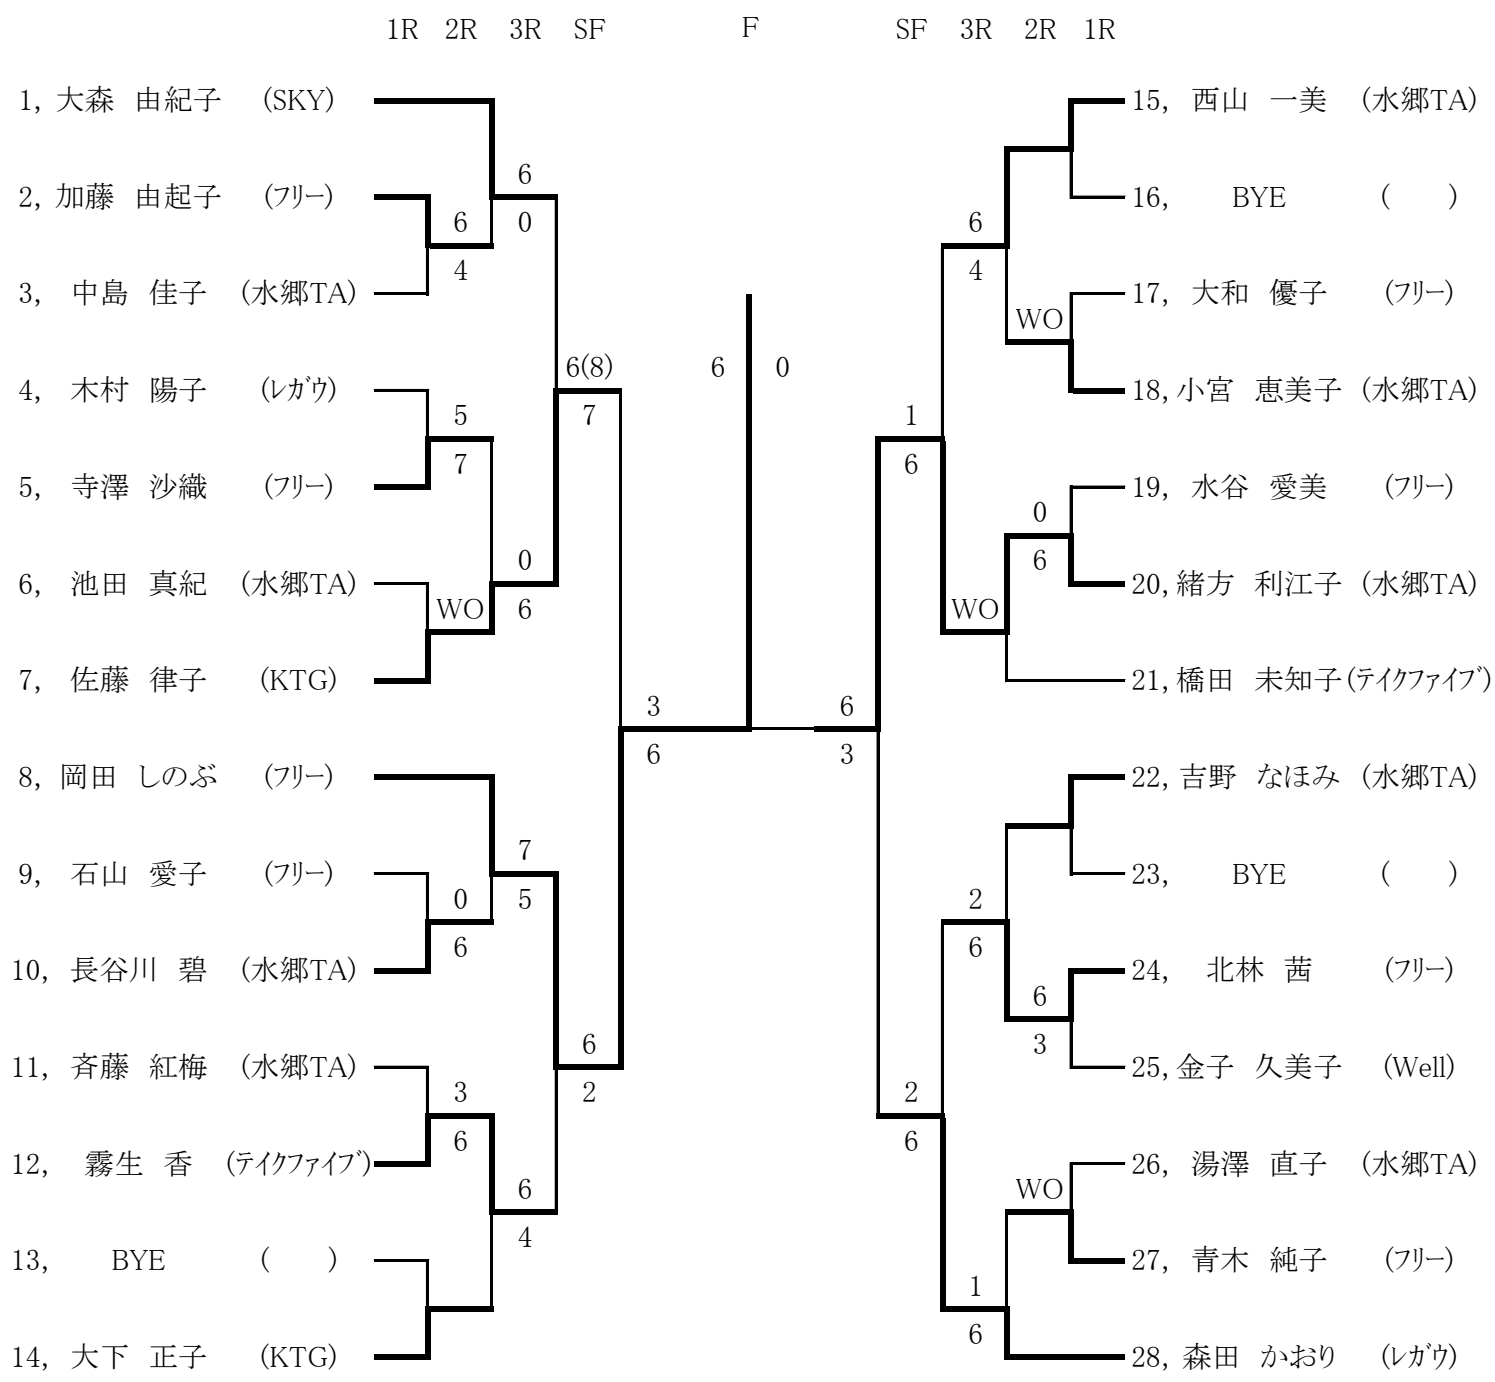 1R 2R 3R SF F SF 3R 2R 1R
1, 大森 由紀子 (SKY)
15, 西山 一美 (水郷TA)
6
2, 加藤 由起子 (フリー)
16, BYE ( )
6 0 6
4 4
3, 中島 佳子 (水郷TA)
17, 大和 優子 (フリー)
WO
6(8) 6 0
4, 木村 陽子 (レガウ)
18, 小宮 恵美子 (水郷TA)
5 7 1
7 6
5, 寺澤 沙織 (フリー)
19, 水谷 愛美 (フリー)
0
0 6
6, 池田 真紀 (水郷TA)
20, 緒方 利江子 (水郷TA)
WO 6 WO
7, 佐藤 律子 (KTG)
21, 橋田 未知子 (テイクファイブ)
3 6
6 3
8, 岡田 しのぶ (フリー)
22, 吉野 なほみ (水郷TA)
7
9, 石山 愛子 (フリー)
23, BYE ( )
0 5 2
6 6
10, 長谷川 碧 (水郷TA)
24, 北林 茜 (フリー)
6
6 3
11, 斉藤 紅梅 (水郷TA)
25, 金子 久美子 (Well)
3 2 2
6 6
12, 霧生 香 (テイクファイブ)
26, 湯澤 直子 (水郷TA)
6 WO
4
13, BYE ( )
27, 青木 純子 (フリー)
1
6
14, 大下 正子 (KTG)
28, 森田 かおり (レガウ)